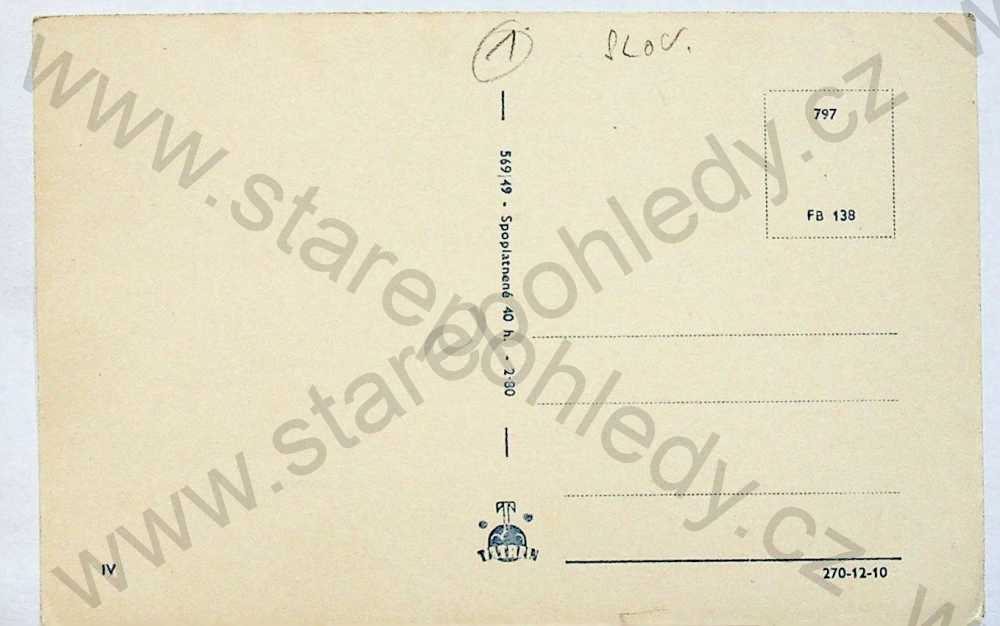 1
SLOV.
797
FB 138
569/49 - Spoplatnené 40 h. - 2·80
TATRAN
IV
270-12-10
www.starepohledy.cz
www.starepohledy.cz